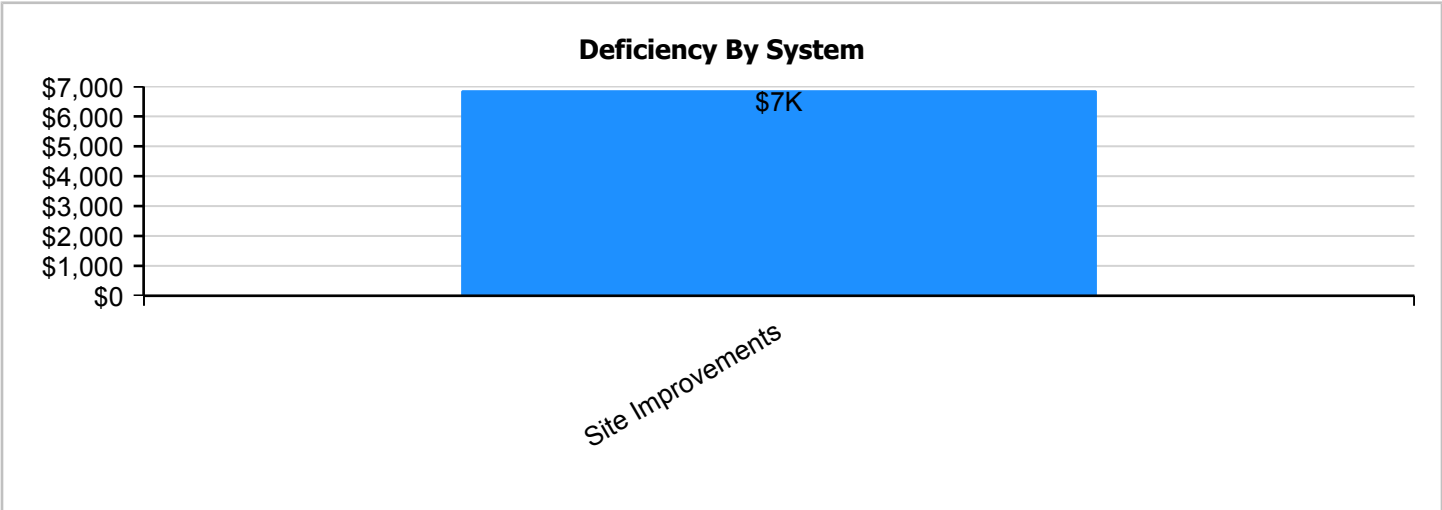 Deficiency By System
$7,000
$6,000
$5,000
$4,000
$3,000
$2,000
$1,000
$0
$7K
Site Improvements